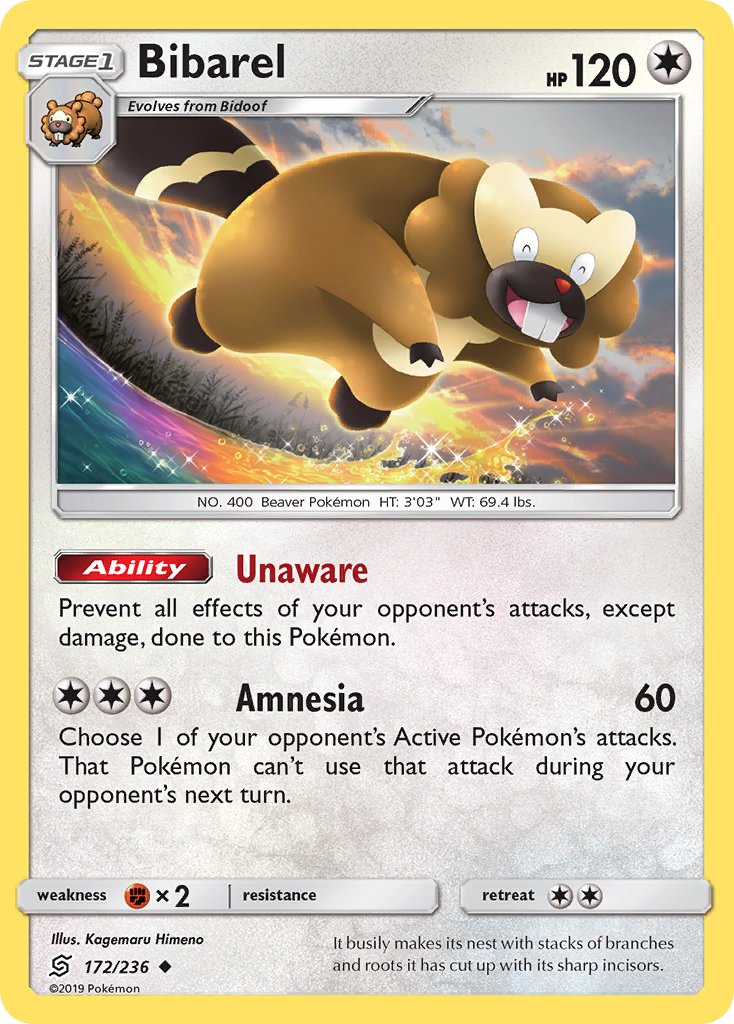 STAGE1
Bibarel
HP 120
Evolves from Bidoof
NO. 400 Beaver Pokémon HT: 3'03" WT: 69.4 lbs.
Ability Unaware
Prevent all effects of your opponent's attacks, except
damage, done to this Pokémon.
Amnesia 60
Choose 1 of your opponent's Active Pokémon's attacks.
That Pokémon can't use that attack during your
opponent's next turn.
weakness × 2 resistance retreat
Illus. Kagemaru Himeno
172/236
©2019 Pokémon
It busily makes its nest with stacks of branches
and roots it has cut up with its sharp incisors.